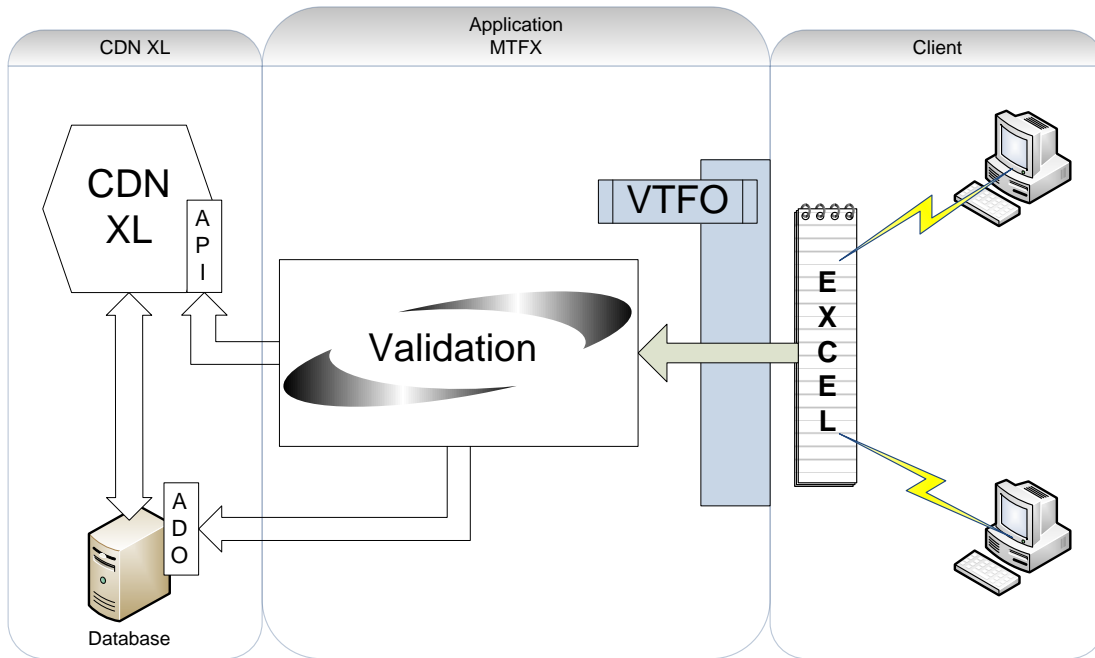 CDN XL
Application
MTFX
Client
CDN
XL
A
P
I
VTFO
E
X
C
E
L
Validation
A
D
O
Database